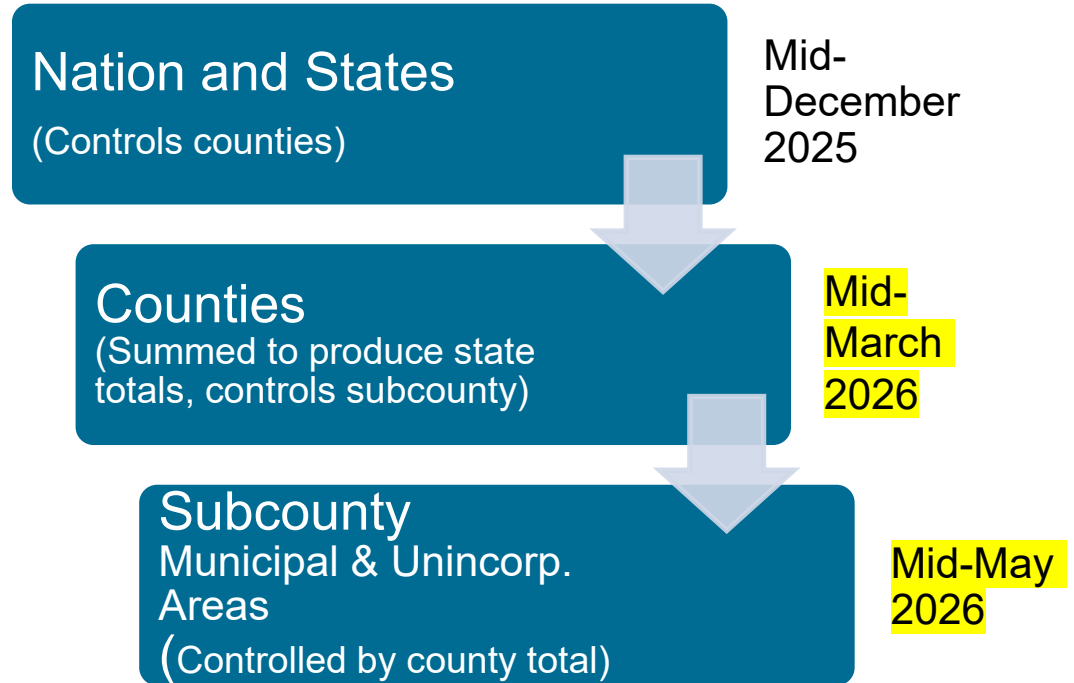 Nation and States
(Controls counties)
Mid-
December
2025
Counties
(Summed to produce state
totals, controls subcounty)
Mid-
March
2026
Subcounty
Municipal & Unincorp.
Areas
(Controlled by county total)
Mid-May
2026